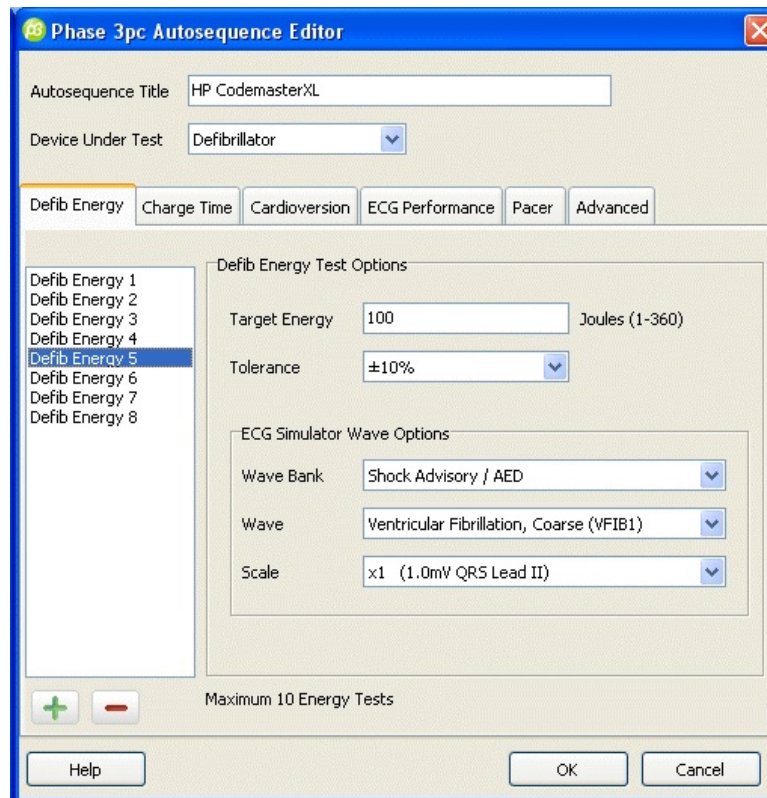 Phase 3pc Autosequence Editor
Autosequence Title HP CodemasterXL
Device Under Test Defibrillator
Defib Energy Charge Time Cardioversion ECG Performance Pacer Advanced
Defib Energy 1
Defib Energy 2
Defib Energy 3
Defib Energy 4
Defib Energy 5
Defib Energy 6
Defib Energy 7
Defib Energy 8
Defib Energy Test Options
Target Energy 100 Joules (1-360)
Tolerance ±10%
ECG Simulator Wave Options
Wave Bank Shock Advisory / AED
Wave Ventricular Fibrillation, Coarse (VFIB1)
Scale x1 (1.0mV QRS Lead II)
Maximum 10 Energy Tests
Help OK Cancel